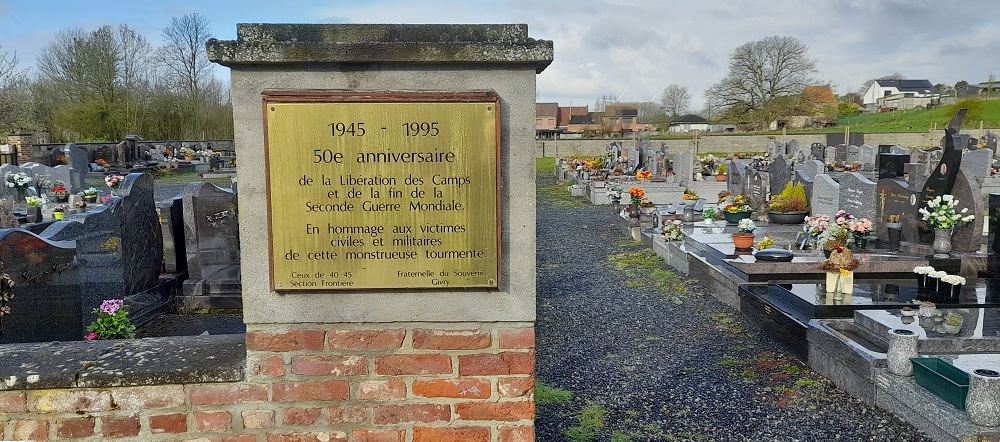 1945 - 1995
50e anniversaire
de la Libération des Camps
et de la fin de la
Seconde Guerre Mondiale.
En hommage aux victimes
civiles et militaires
de cette monstrueuse tourmente.
Ceux de 40-45
Section Frontière
Fraternelle du Souvenir
Givry